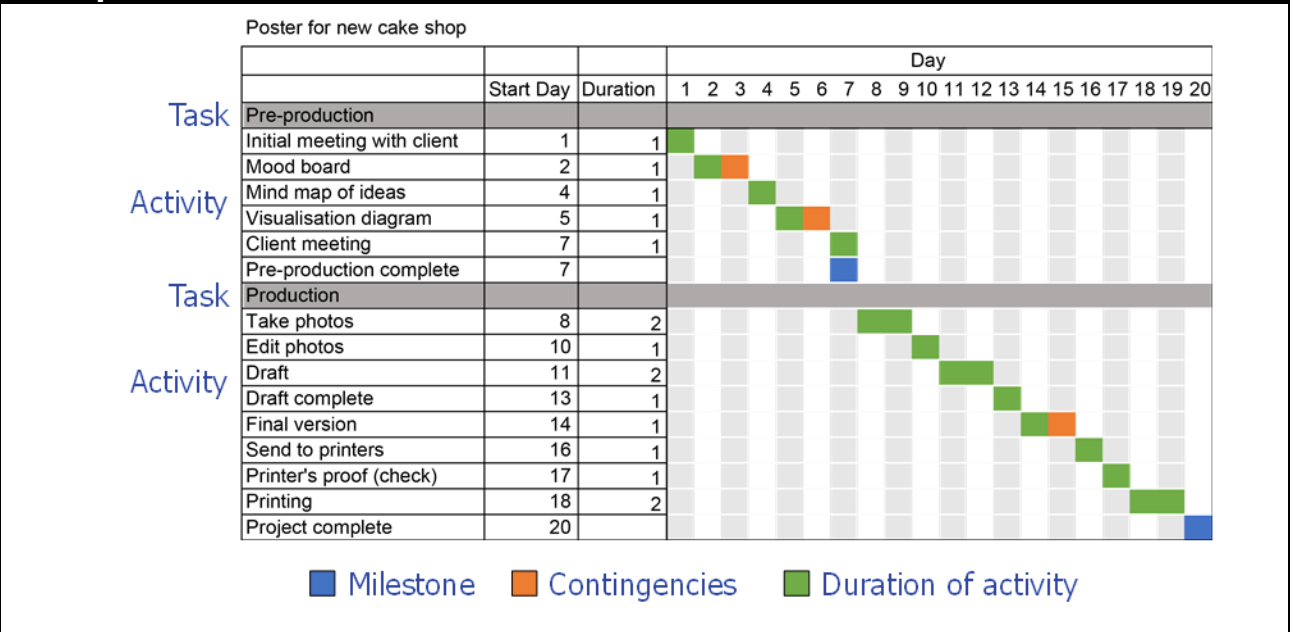 Poster for new cake shop
Day
Start Day Duration 1 2 3 4 5 6 7 8 9 10 11 12 13 14 15 16 17 18 19 20
Task Pre-production
Initial meeting with client 1 1
Mood board 2 1
Activity
Mind map of ideas 4 1
Visualisation diagram 5 1
Client meeting 7 1
Pre-production complete 7
Task Production
Take photos 8 2
Edit photos 10 1
Activity
Draft 11 2
Draft complete 13 1
Final version 14 1
Send to printers 16 1
Printer's proof (check) 17 1
Printing 18 2
Project complete 20
Milestone Contingencies Duration of activity